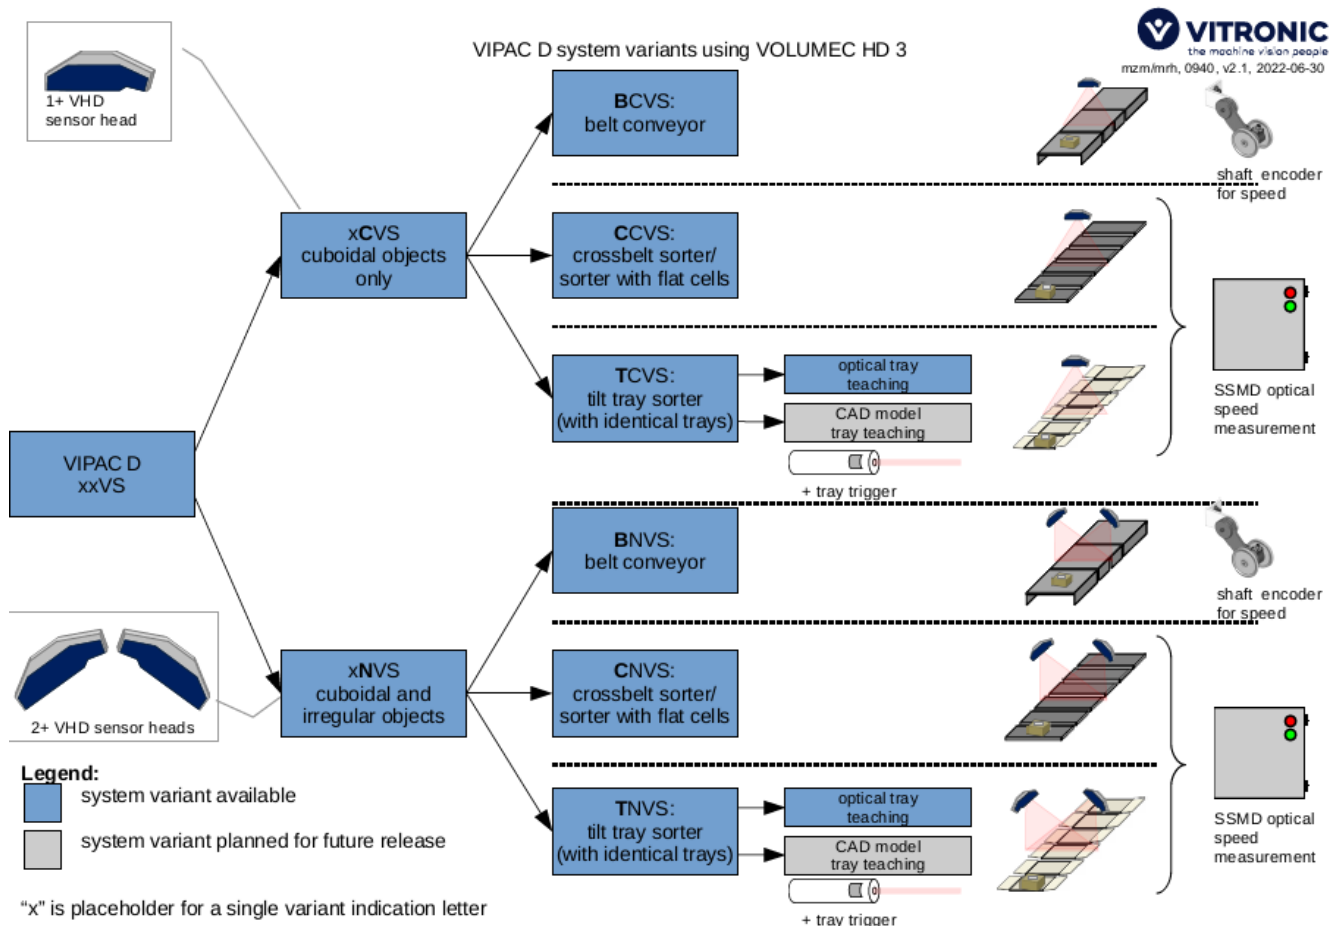 VIPAC D system variants using VOLUMEC HD 3
VITRONIC
the machine vision people
mzm/mrh, 0940, v2.1, 2022-06-30
1+ VHD
sensor head
BCVS:
belt conveyor
shaft encoder
for speed
xCVS
cuboidal objects
only
CCVS:
crossbelt sorter/
sorter with flat cells
TCVS:
tilt tray sorter
(with identical trays)
optical tray
teaching
CAD model
tray teaching
+ tray trigger
SSMD optical
speed
measurement
VIPAC D
xxVS
BNVS:
belt conveyor
shaft encoder
for speed
2+ VHD sensor heads
xNVS
cuboidal and
irregular objects
CNVS:
crossbelt sorter/
sorter with flat cells
TNVS:
tilt tray sorter
(with identical trays)
optical tray
teaching
CAD model
tray teaching
+ tray trigger
SSMD optical
speed
measurement
Legend:
system variant available
system variant planned for future release
“x” is placeholder for a single variant indication letter